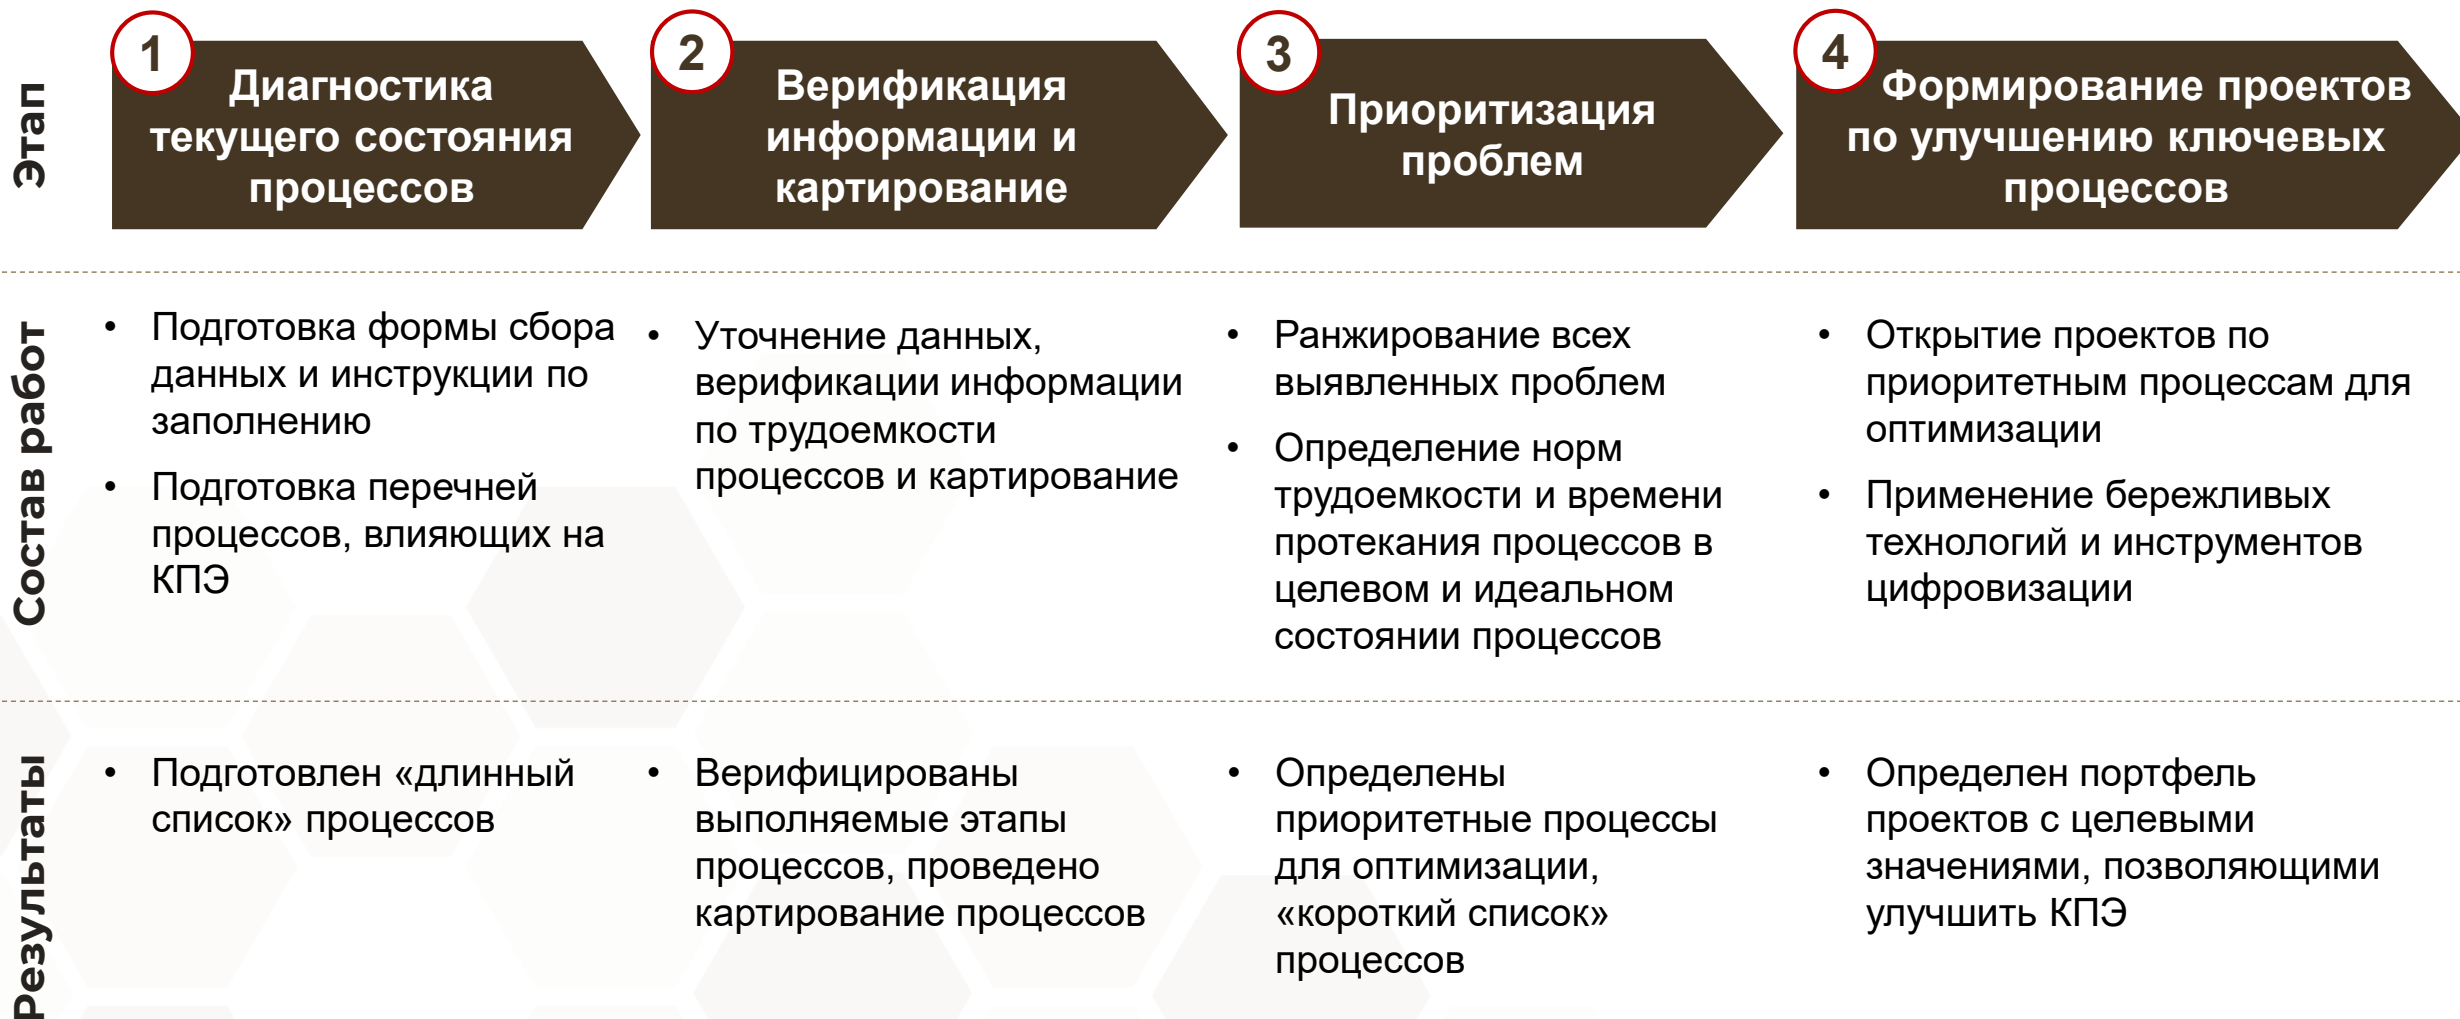 Этап
1
Диагностика
текущего состояния
процессов
2
Верификация
информации и
картирование
3
Приоритизация
проблем
4
Формирование проектов
по улучшению ключевых
процессов
Состав работ
• Подготовка формы сбора
данных и инструкции по
заполнению
• Подготовка перечней
процессов, влияющих на
КПЭ
• Уточнение данных,
верификации информации
по трудоемкости
процессов и картирование
• Ранжирование всех
выявленных проблем
• Определение норм
трудоемкости и времени
протекания процессов в
целевом и идеальном
состоянии процессов
• Открытие проектов по
приоритетным процессам для
оптимизации
• Применение бережливых
технологий и инструментов
цифровизации
Результаты
• Подготовлен «длинный
список» процессов
• Верифицированы
выполняемые этапы
процессов, проведено
картирование процессов
• Определены
приоритетные процессы
для оптимизации,
«короткий список»
процессов
• Определен портфель
проектов с целевыми
значениями, позволяющими
улучшить КПЭ